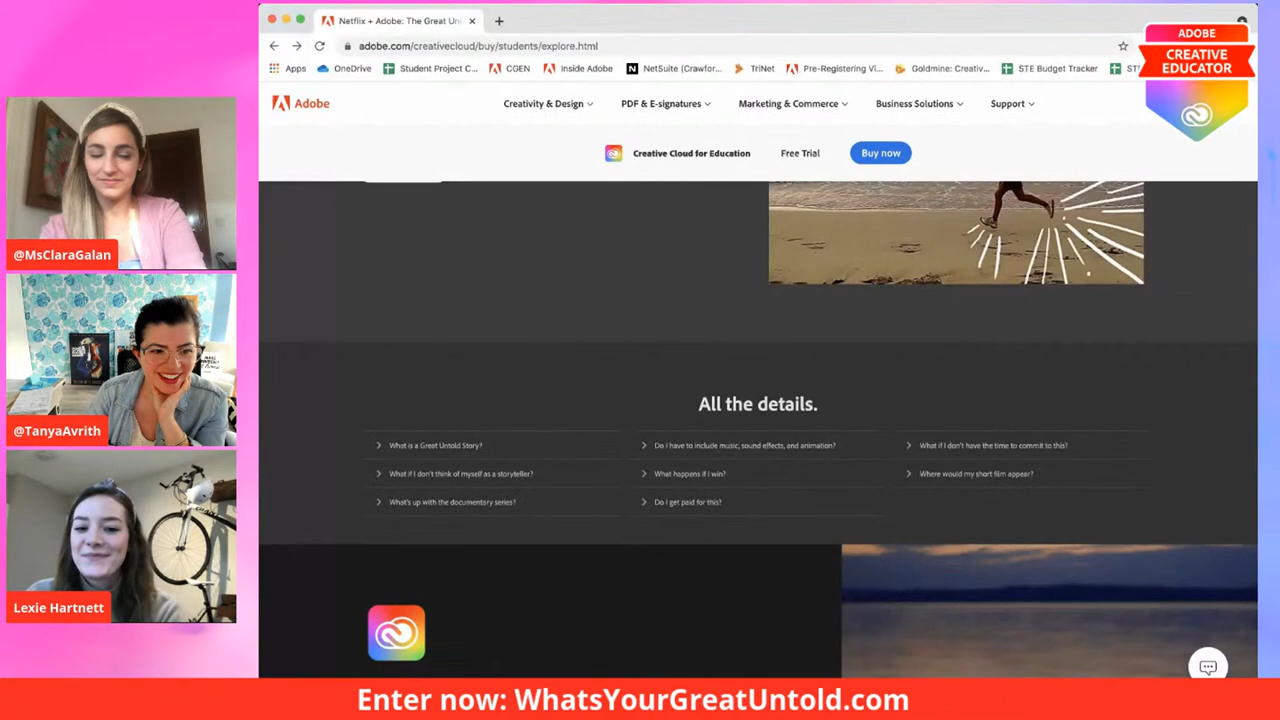 Netflix + Adobe: The Great Un
adobe.com/creativecloud/buy/students/explore.html
Apps
OneDrive
Student Project C...
CGEN
Inside Adobe
NetSuite (Crawfor...
TriNet
Pre-Registering Vi...
Goldmine: Creativ...
STE Budget Tracker
ADOBE
CREATIVE
EDUCATOR
Adobe
Creativity & Design
PDF & E-signatures
Marketing & Commerce
Business Solutions
Support
Creative Cloud for Education
Free Trial
Buy now
@MsClaraGalan
@TanyaAvrith
Lexie Hartnett
All the details.
What is a Great Untold Story?
Do I have to include music, sound effects, and animation?
What if I don't have the time to commit to this?
What if I don't think of myself as a storyteller?
What happens if I win?
Where would my short film appear?
What's up with the documentary series?
Do I get paid for this?
Enter now: WhatsYourGreatUntold.com